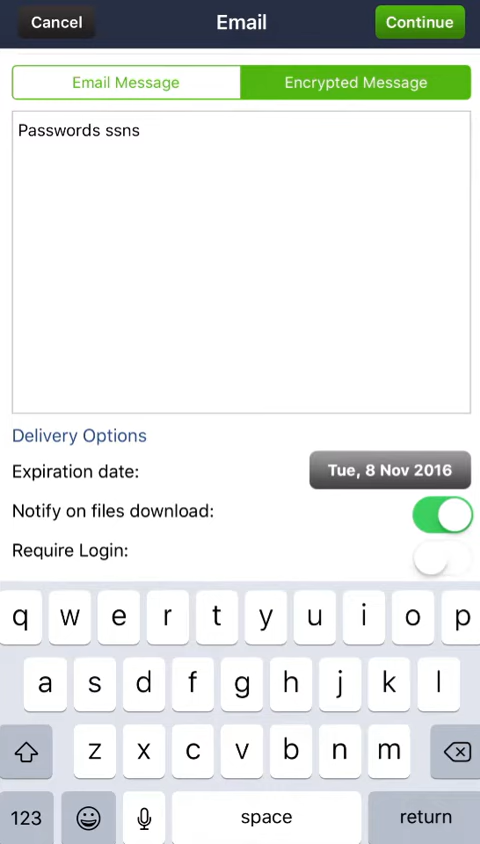 Cancel Email Continue
Email Message Encrypted Message
Passwords ssns
Delivery Options
Expiration date: Tue, 8 Nov 2016
Notify on files download:
Require Login:
q w e r t y u i o p
a s d f g h j k l
z x c v b n m
123 space return